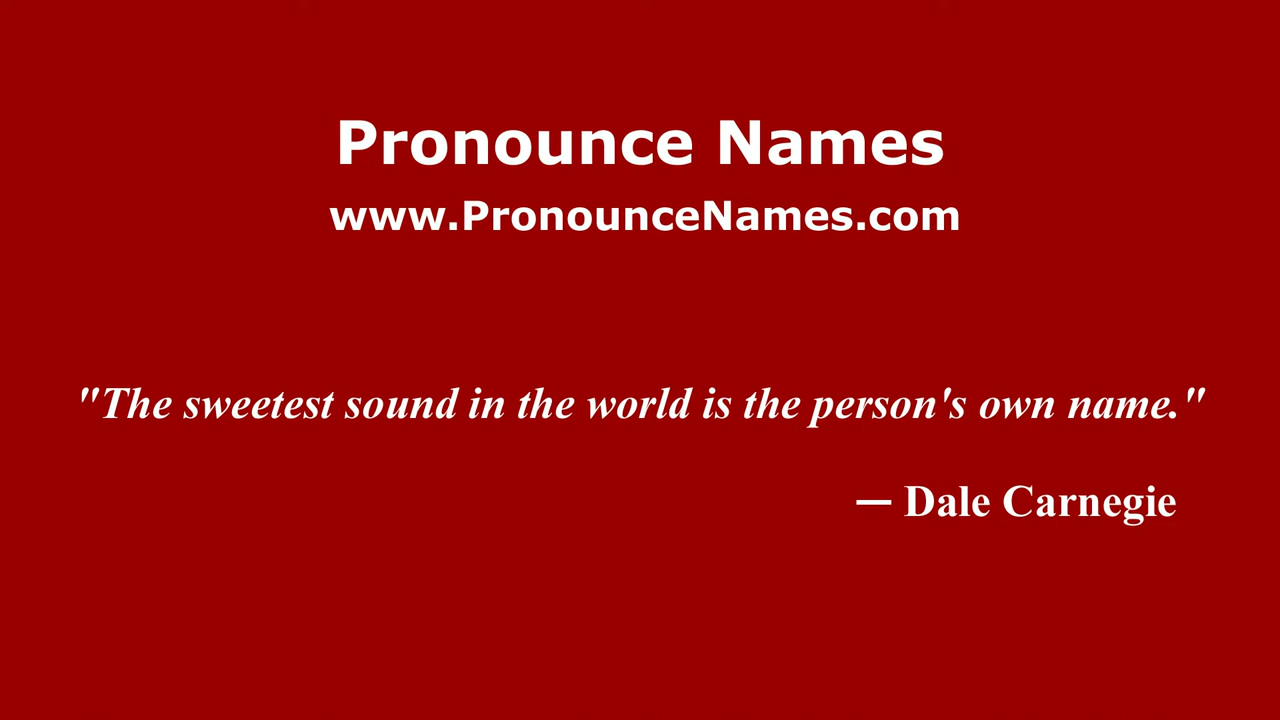 Pronounce Names
www.PronounceNames.com
"The sweetest sound in the world is the person's own name."
— Dale Carnegie